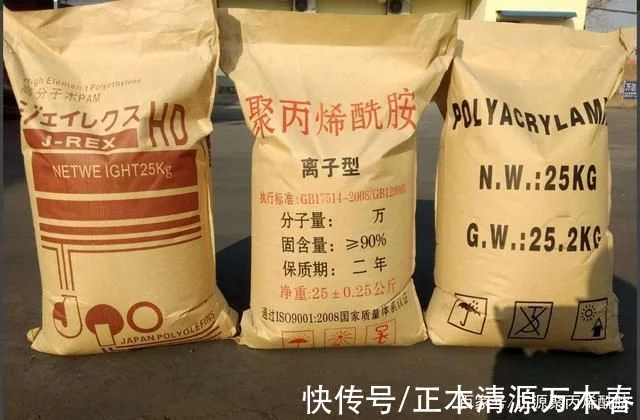 High Element Polyethylene
高分子木PAM
ジェイレクス HD
J-REX
NETWE IGHT25Kg
JPO
JAPAN POLYOLEFINS
聚丙烯酰胺
离子型
执行标准:GB17514-2008/GB120005
分子量: 万
固含量: ≥90%
保质期: 二年
净重:25±0.25公斤
通过ISO9001:2008国家质量体系认证
POLYACRYLAMI
N.W.:25KG
G.W.:25.2KG
快传号/正本清源万木春